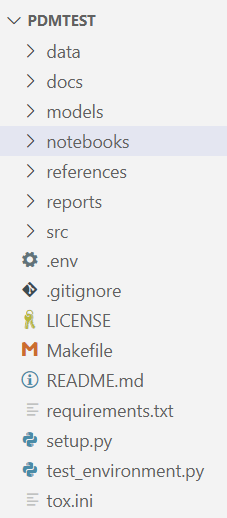 PDMTEST
data
docs
models
notebooks
references
reports
src
.env
.gitignore
LICENSE
Makefile
README.md
requirements.txt
setup.py
test_environment.py
tox.ini